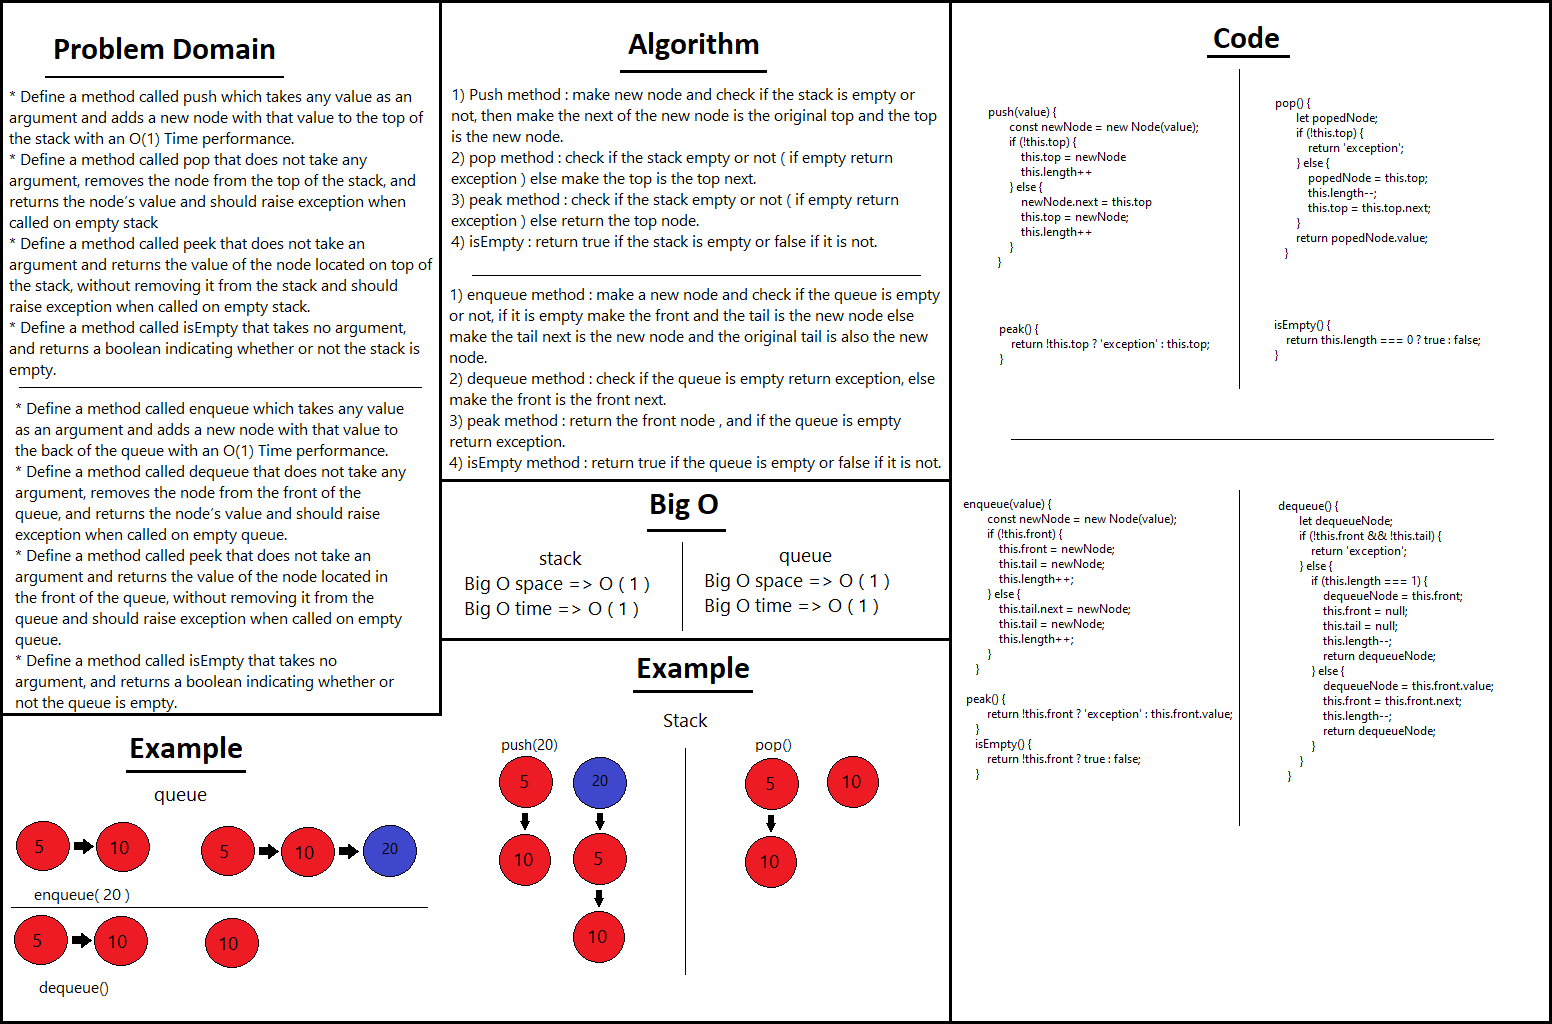 Problem Domain
* Define a method called push which takes any value as an
argument and adds a new node with that value to the top of
the stack with an O(1) Time performance.
* Define a method called pop that does not take any
argument, removes the node from the top of the stack, and
returns the node's value and should raise exception when
called on empty stack
* Define a method called peek that does not take an
argument and returns the value of the node located on top of
the stack, without removing it from the stack and should
raise exception when called on empty stack.
* Define a method called isEmpty that takes no argument,
and returns a boolean indicating whether or not the stack is
empty.
* Define a method called enqueue which takes any value
as an argument and adds a new node with that value to
the back of the queue with an O(1) Time performance.
* Define a method called dequeue that does not take any
argument, removes the node from the front of the
queue, and returns the node's value and should raise
exception when called on empty queue.
* Define a method called peek that does not take an
argument and returns the value of the node located in
the front of the queue, without removing it from the
queue and should raise exception when called on empty
queue.
* Define a method called isEmpty that takes no
argument, and returns a boolean indicating whether or
not the queue is empty.
Example
queue
5
10
5
10
20
enqueue( 20 )
5
10
10
dequeue()
Algorithm
1) Push method : make new node and check if the stack is empty or
not, then make the next of the new node is the original top and the top
is the new node.
2) pop method : check if the stack empty or not ( if empty return
exception ) else make the top is the top next.
3) peak method : check if the stack empty or not ( if empty return
exception ) else return the top node.
4) isEmpty : return true if the stack is empty or false if it is not.
1) enqueue method : make a new node and check if the queue is empty
or not, if it is empty make the front and the tail is the new node else
make the tail next is the new node and the original tail is also the new
node.
2) dequeue method : check if the queue is empty return exception, else
make the front is the front next.
3) peak method : return the front node , and if the queue is empty
return exception.
4) isEmpty method : return true if the queue is empty or false if it is not.
Big O
stack
Big O space => O ( 1 )
Big O time => O ( 1 )
queue
Big O space => O ( 1 )
Big O time => O ( 1 )
Example
Stack
push(20)
5
10
20
5
10
pop()
5
10
10
Code
push(value) {
const newNode = new Node(value);
if (!this.top) {
this.top = newNode
this.length++
} else {
newNode.next = this.top
this.top = newNode;
this.length++
}
}
pop() {
let popedNode;
if (!this.top) {
return 'exception';
} else {
popedNode = this.top;
this.length--;
this.top = this.top.next;
}
return popedNode.value;
}
peak() {
return !this.top ? 'exception' : this.top;
}
isEmpty() {
return this.length === 0 ? true : false;
}
enqueue(value) {
const newNode = new Node(value);
if (!this.front) {
this.front = newNode;
this.tail = newNode;
this.length++;
} else {
this.tail.next = newNode;
this.tail = newNode;
this.length++;
}
}
peak() {
return !this.front ? 'exception' : this.front.value;
}
isEmpty() {
return !this.front ? true : false;
}
dequeue() {
let dequeueNode;
if (!this.front && !this.tail) {
return 'exception';
} else {
if (this.length === 1) {
dequeueNode = this.front;
this.front = null;
this.tail = null;
this.length--;
return dequeueNode;
} else {
dequeueNode = this.front.value;
this.front = this.front.next;
this.length--;
return dequeueNode;
}
}
}